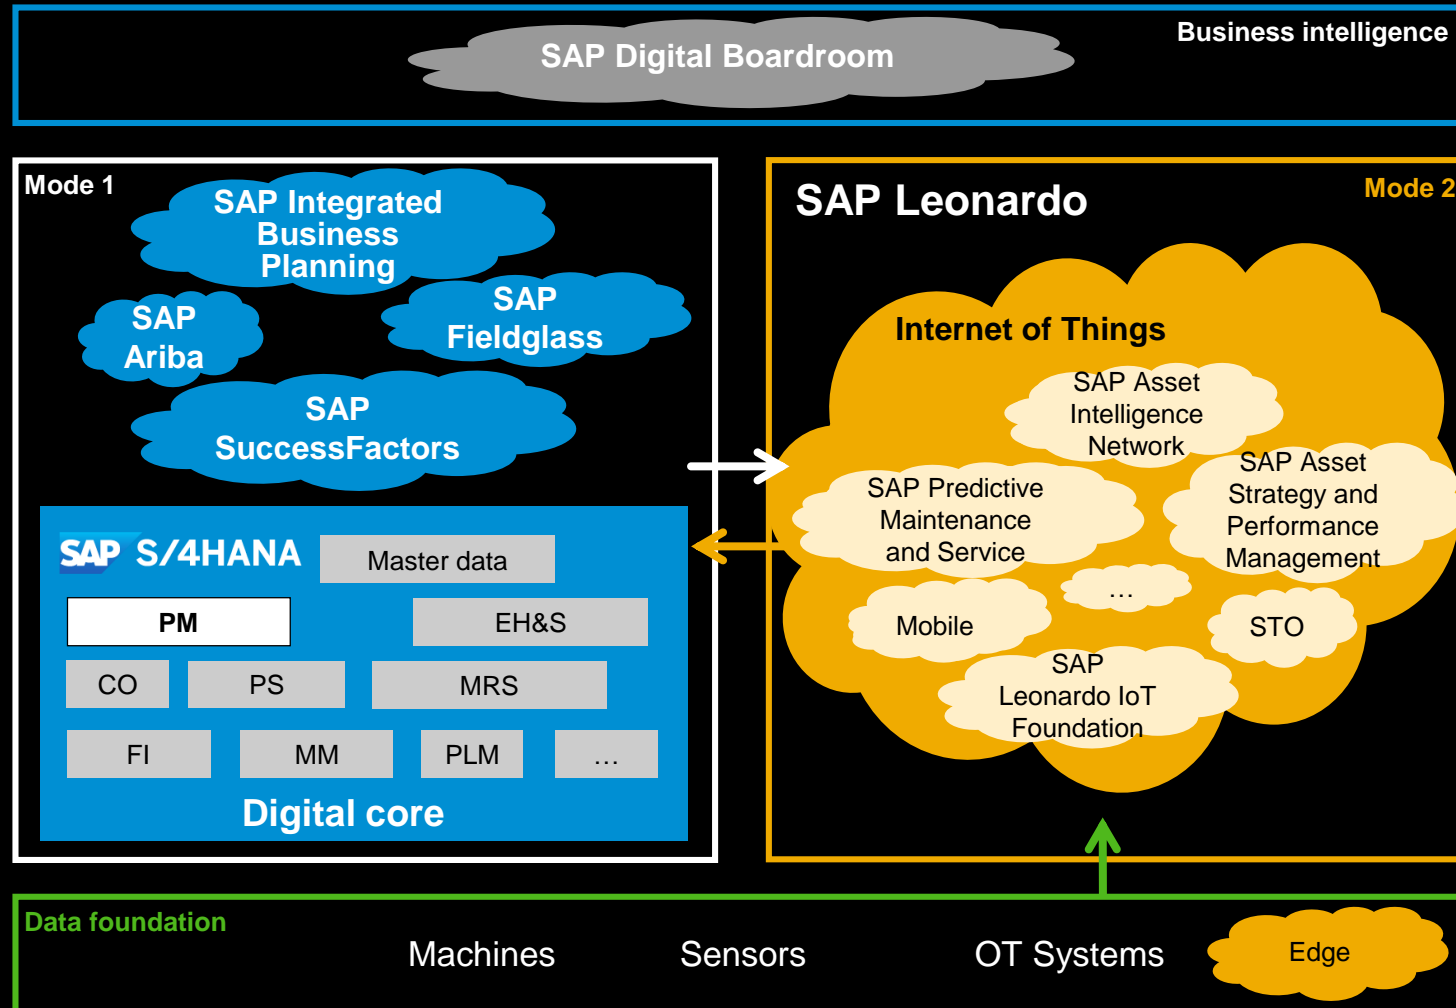 Business intelligence
SAP Digital Boardroom
Mode 1
SAP Integrated
Business
Planning
SAP
Ariba
SAP
Fieldglass
SAP
SuccessFactors
SAP S/4HANA
Master data
PM
EH&S
CO
PS
MRS
FI
MM
PLM
…
Digital core
SAP Leonardo
Mode 2
Internet of Things
SAP Asset
Intelligence
Network
SAP Predictive
Maintenance
and Service
SAP Asset
Strategy and
Performance
Management
…
Mobile
STO
SAP
Leonardo IoT
Foundation
Data foundation
Machines
Sensors
OT Systems
Edge